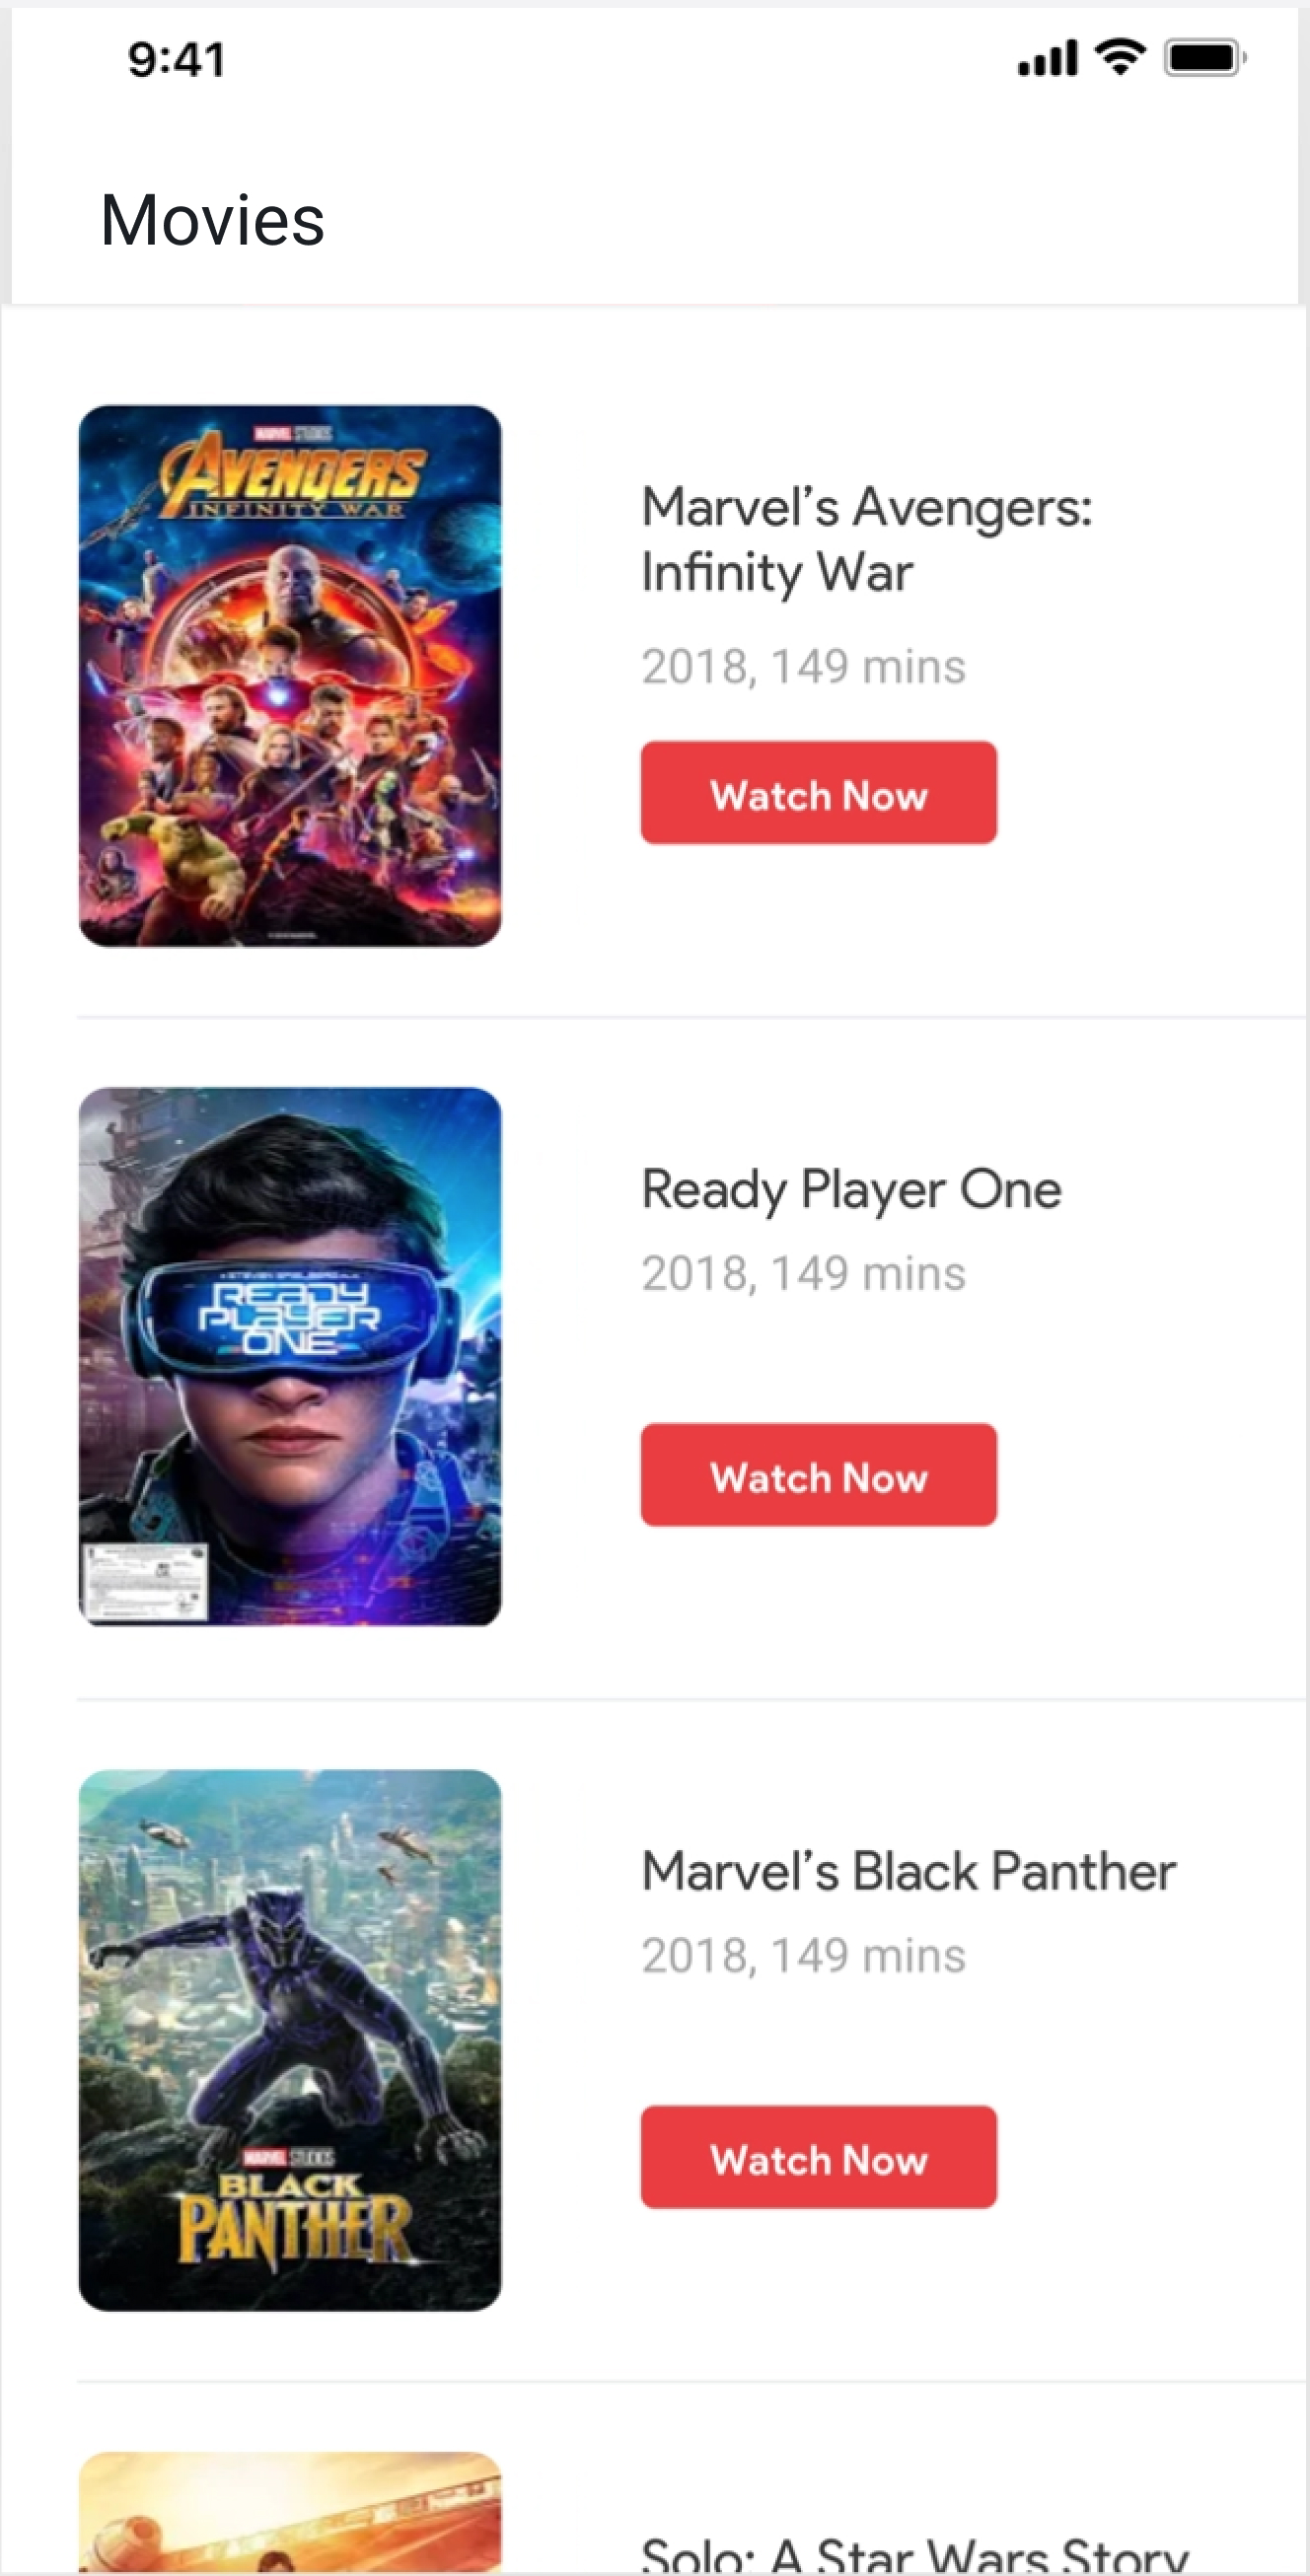 9:41
Movies
MARVEL STUDIOS
AVENGERS
INFINITY WAR
Marvel’s Avengers:
Infinity War
2018, 149 mins
Watch Now
READY
PLAYER
ONE
Ready Player One
2018, 149 mins
Watch Now
MARVEL STUDIOS
BLACK
PANTHER
Marvel’s Black Panther
2018, 149 mins
Watch Now
Solo: A Star Wars Story